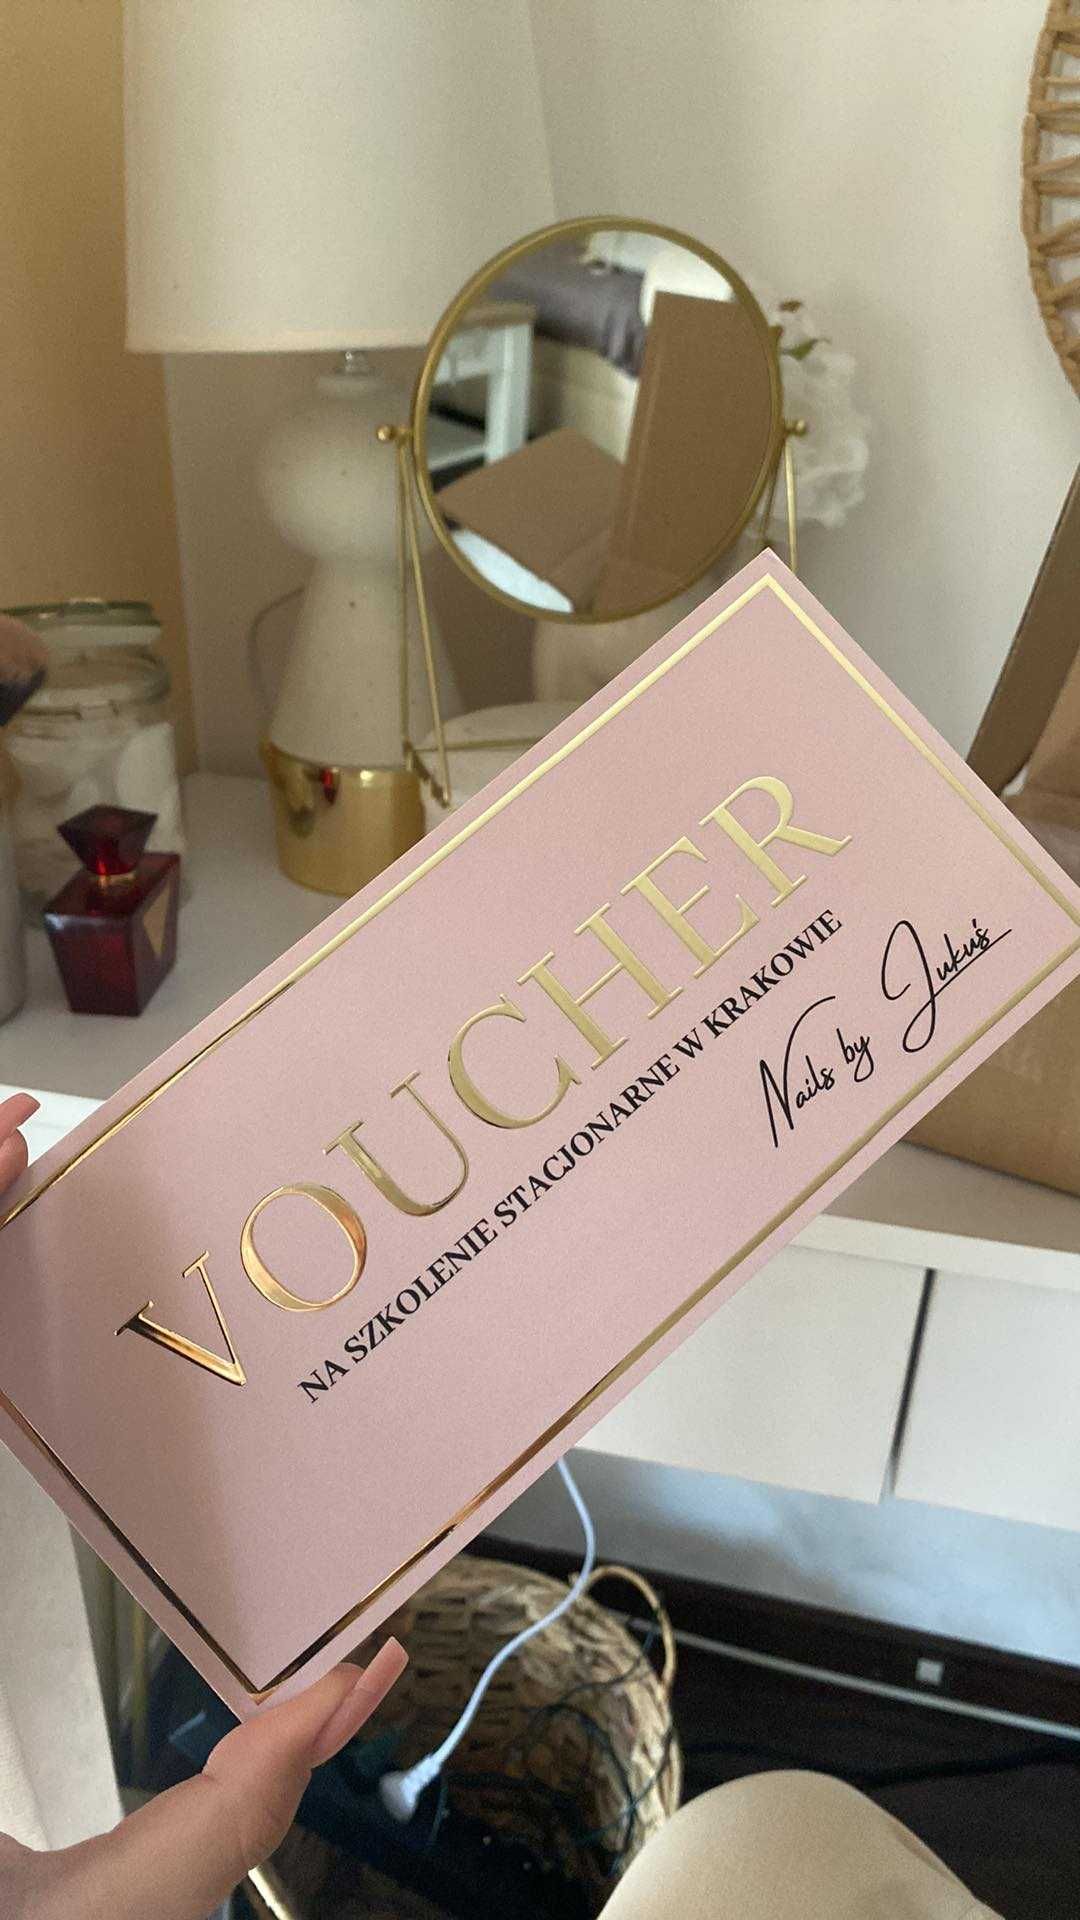 VOUCHER
NA SZKOLENIE STACJONARNE W KRAKOWIE
Nails by Jukuś